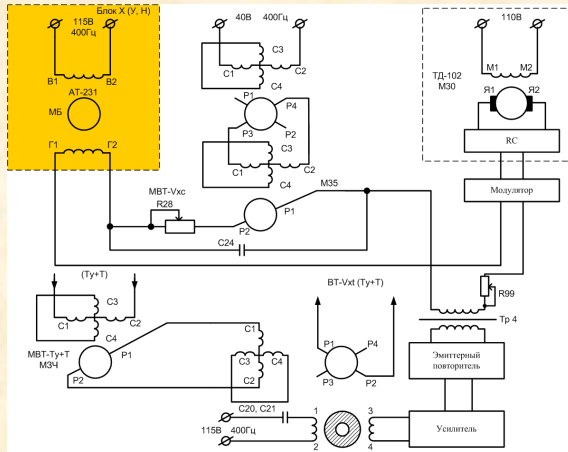 Блок X (У, Н)
115В
400Гц
В1
В2
АТ-231
МБ
Г1
Г2
40В 400Гц
С3
С1
С2
С4
Р1
Р4
Р3
Р2
С3
С1
С2
С4
110В
М1
М2
ТД-102
М30
Я1
Я2
RC
Модулятор
МВТ-Vхс
R28
М35
Р1
Р2
С24
R99
Тр 4
(Ту+Т)
С3
С1
С2
С4
МВТ-Ту+Т
МЗЧ
Р1
Р2
С1
С3
С4
С2
ВТ-Vxt (Ту+Т)
Р1
Р4
Р3
Р2
Эмиттерный
повторитель
С20, С21
115В 400Гц
1
2
3
4
Усилитель